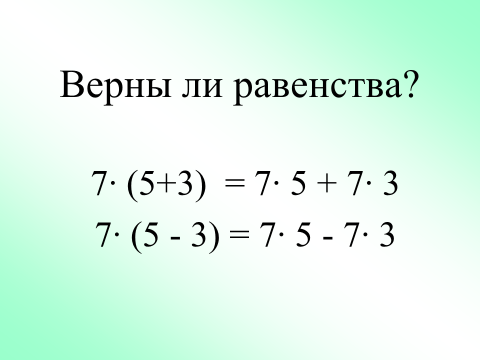 Верны ли равенства?
7· (5+3)  = 7· 5 + 7· 3
7· (5 - 3) = 7· 5 - 7· 3